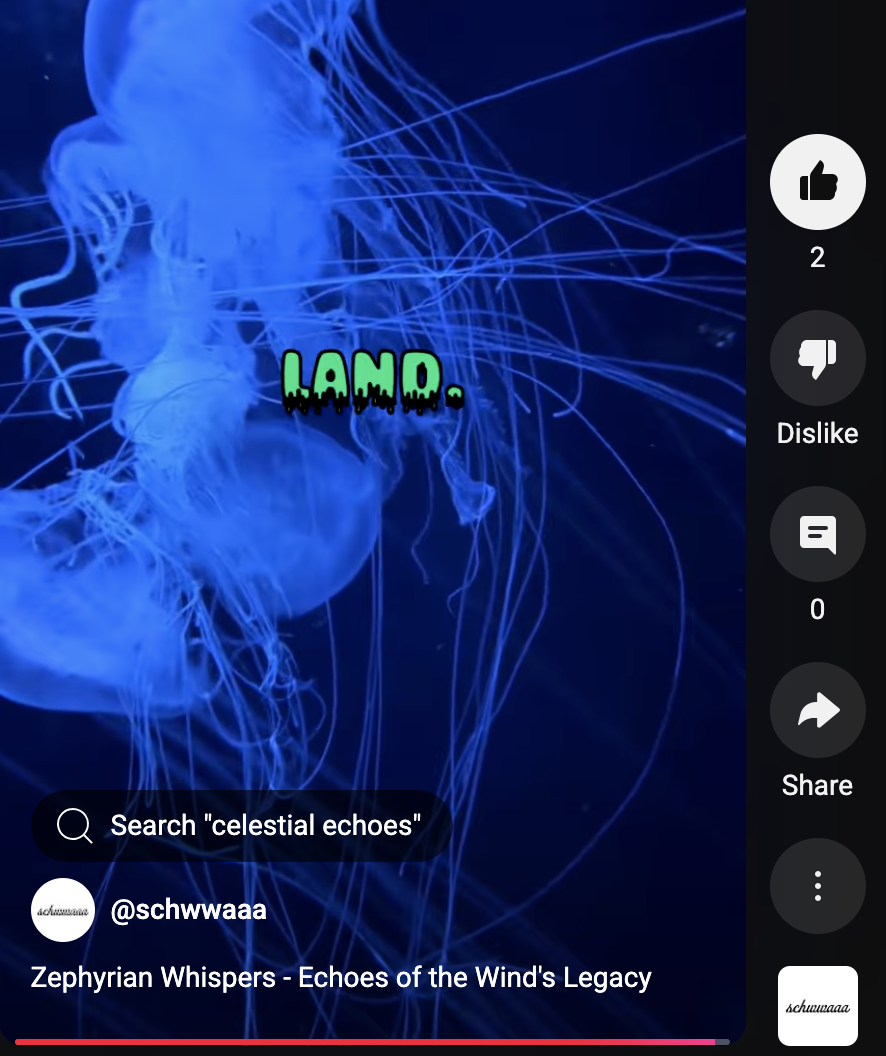 LAND.
2
Dislike
0
Share
Search "celestial echoes"
schwwaaa
@schwwaaa
Zephyrian Whispers - Echoes of the Wind's Legacy
schwwaaa